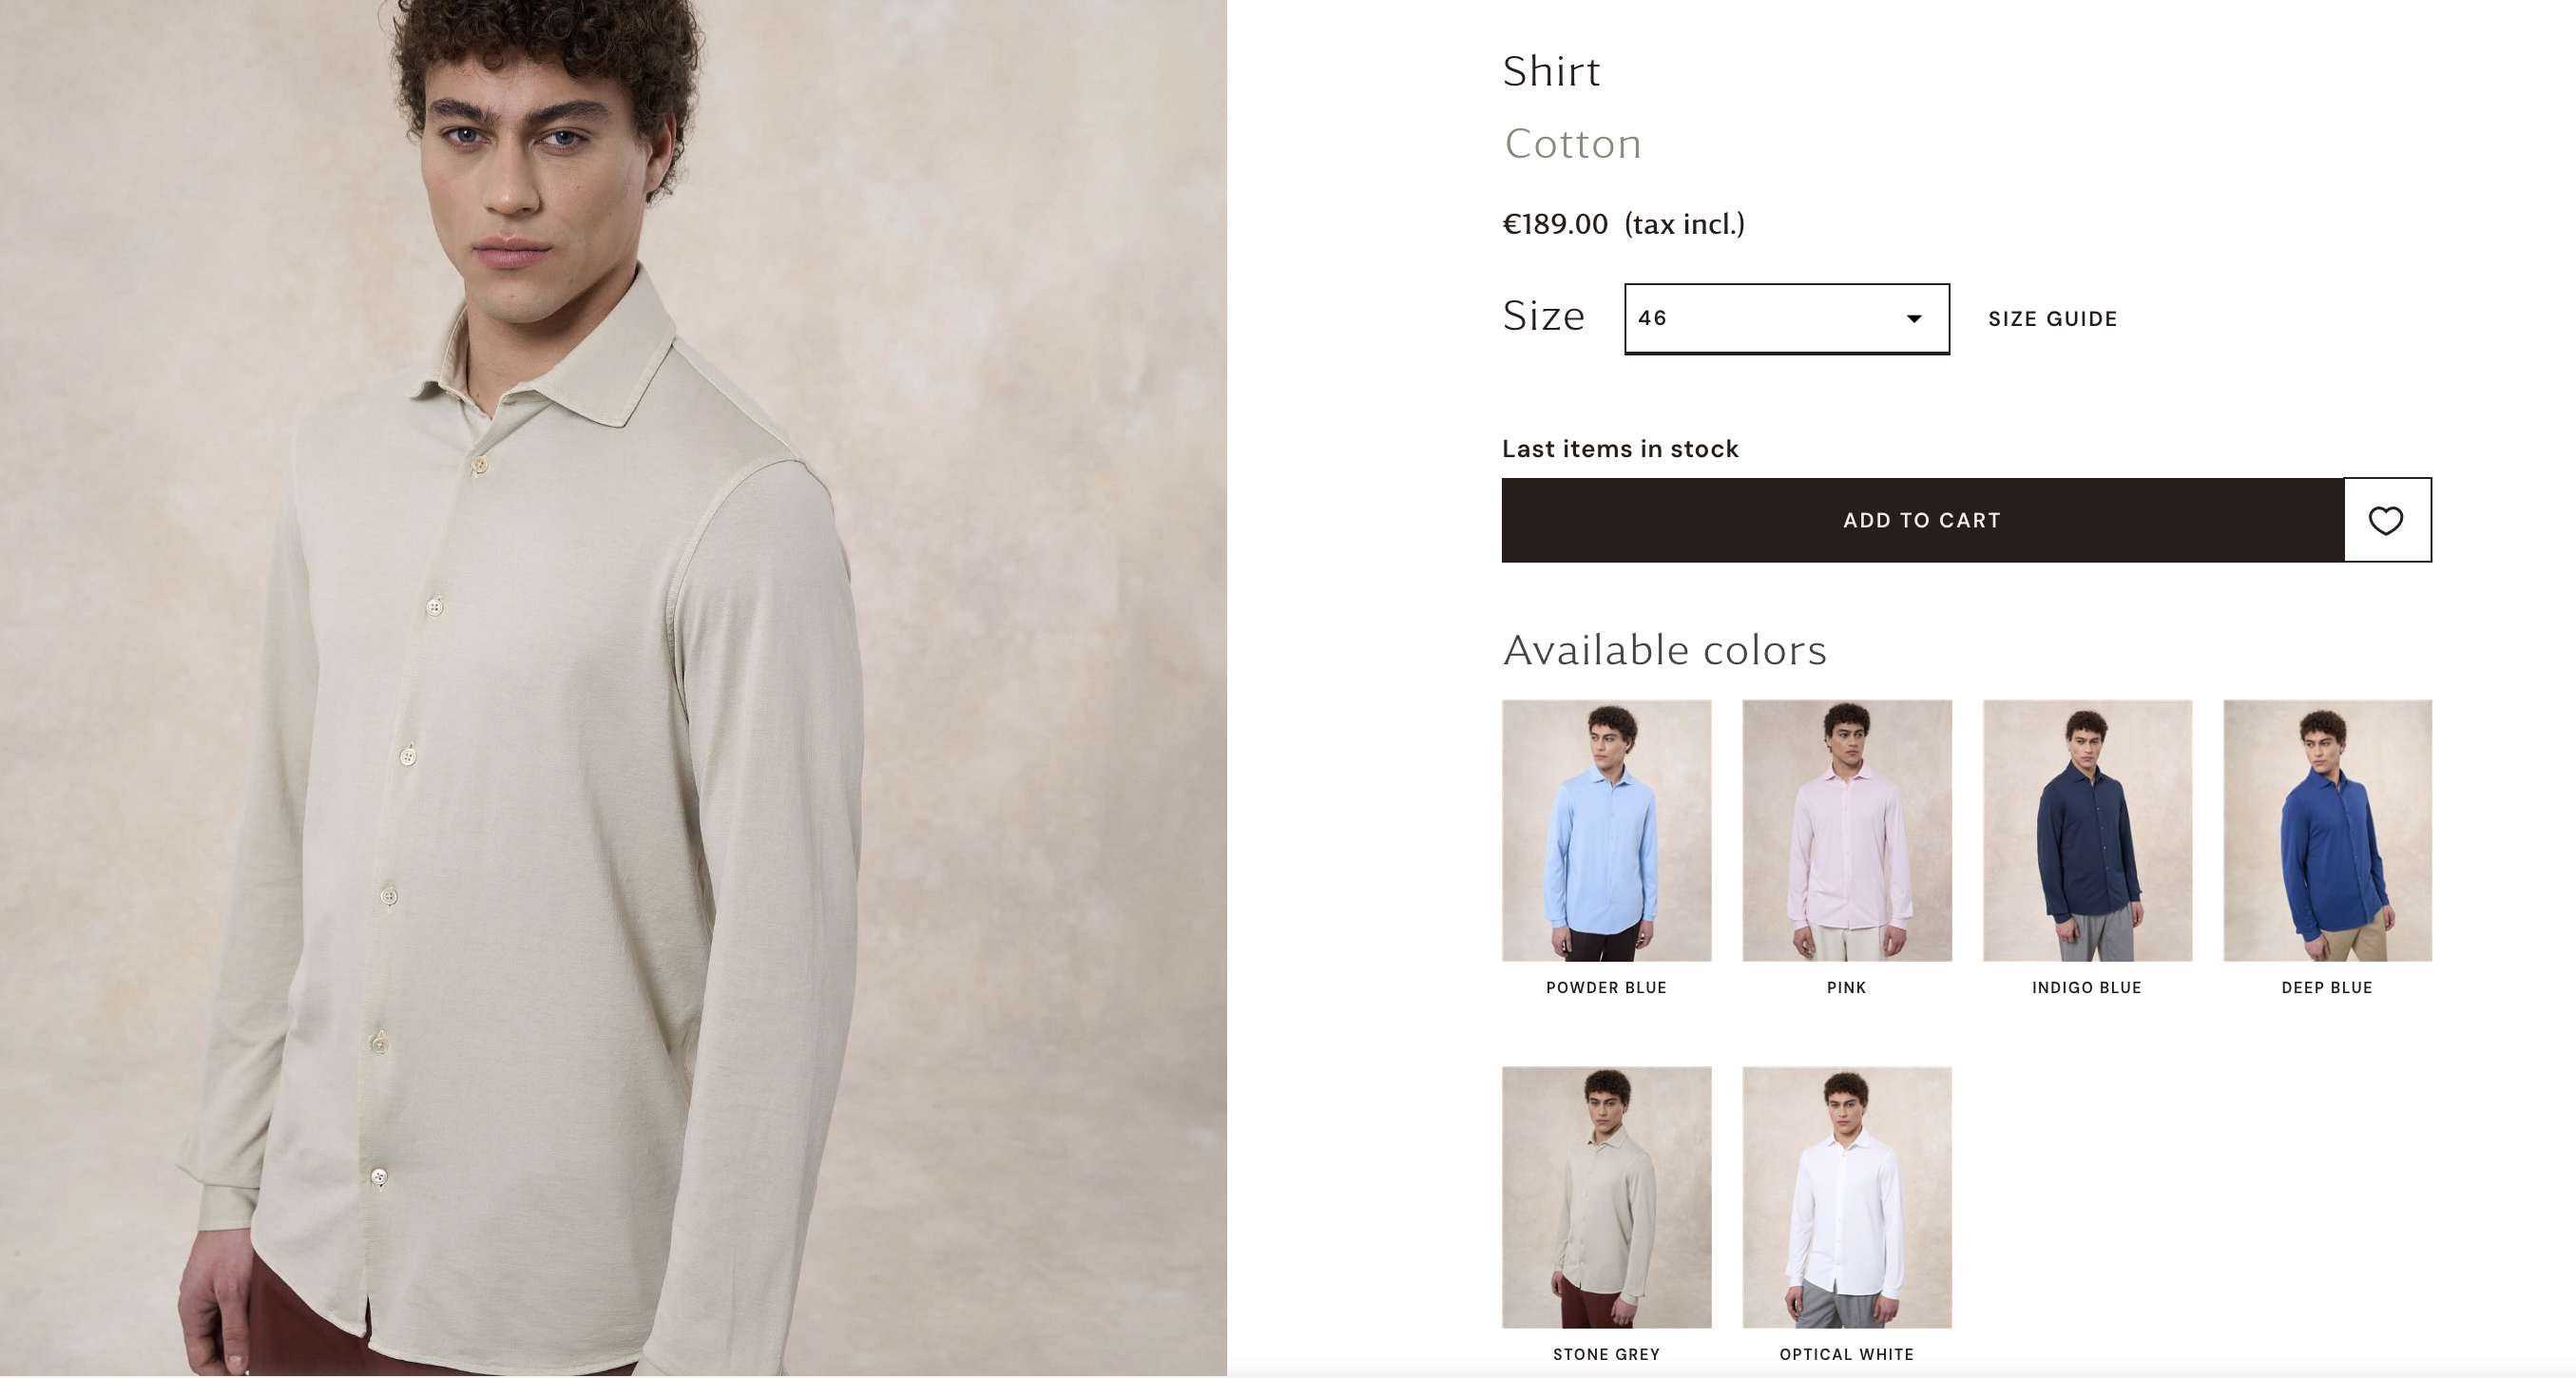 Shirt
Cotton
€189.00 (tax incl.)
Size 46 SIZE GUIDE
Last items in stock
ADD TO CART
Available colors
POWDER BLUE PINK INDIGO BLUE DEEP BLUE
STONE GREY OPTICAL WHITE